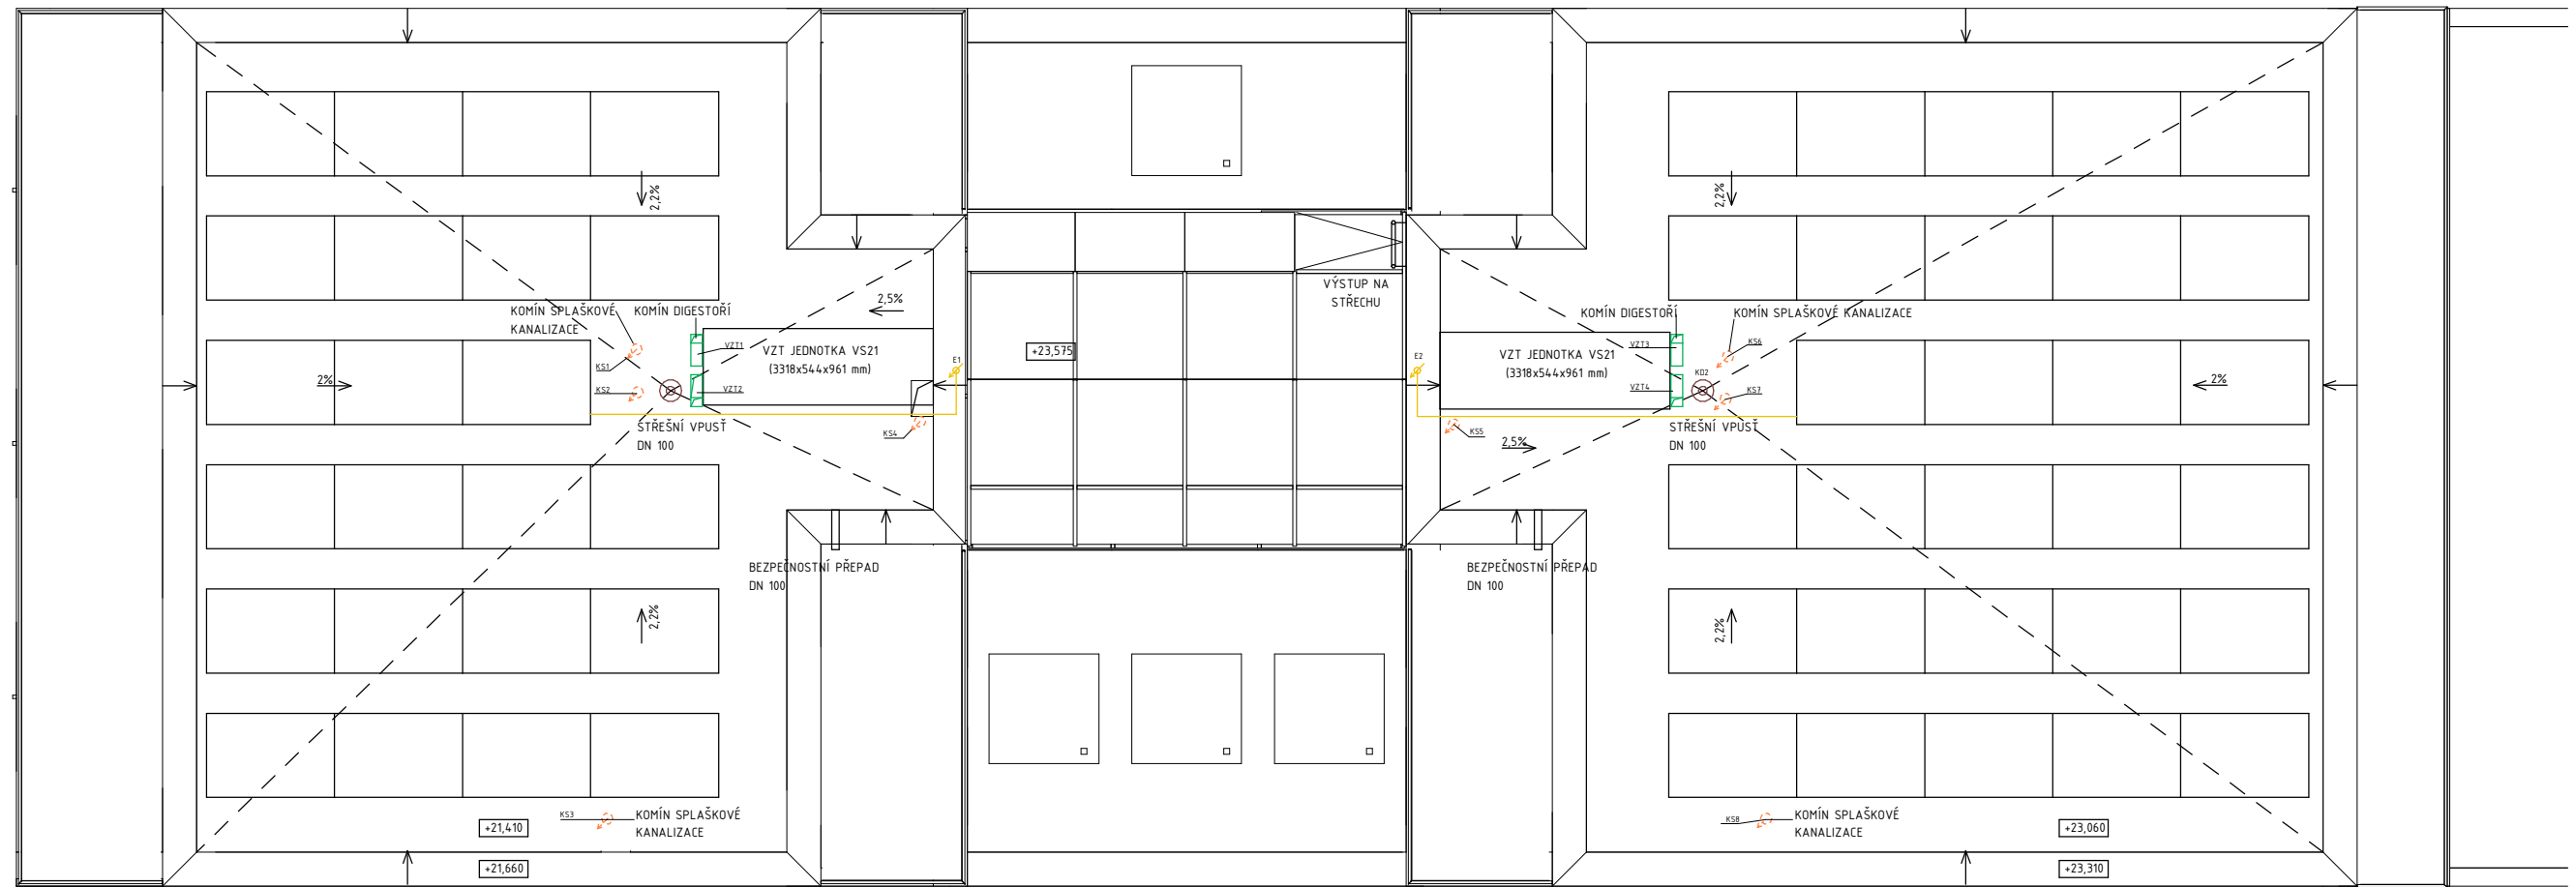 2,2%
2,2%
KOMÍN SPLAŠKOVÉ
KANALIZACE
KOMÍN DIGESTOŘÍ
2,5%
VÝSTUP NA
STŘECHU
KOMÍN DIGESTOŘÍ
KOMÍN SPLAŠKOVÉ KANALIZACE
VZT1
VZT JEDNOTKA VS21
(3318x544x961 mm)
E1
+23,575
E2
VZT JEDNOTKA VS21
(3318x544x961 mm)
VZT3
KS6
KS1
2%
KS2
VZT2
VZT4
KD2
KS7
2%
STŘEŠNÍ VPUSŤ
DN 100
KS4
KS5
2,5%
STŘEŠNÍ VPUSŤ
DN 100
BEZPEČNOSTNÍ PŘEPAD
DN 100
BEZPEČNOSTNÍ PŘEPAD
DN 100
2,2%
2,2%
KS3
KOMÍN SPLAŠKOVÉ
KANALIZACE
+21,410
+21,660
KS8
KOMÍN SPLAŠKOVÉ
KANALIZACE
+23,060
+23,310